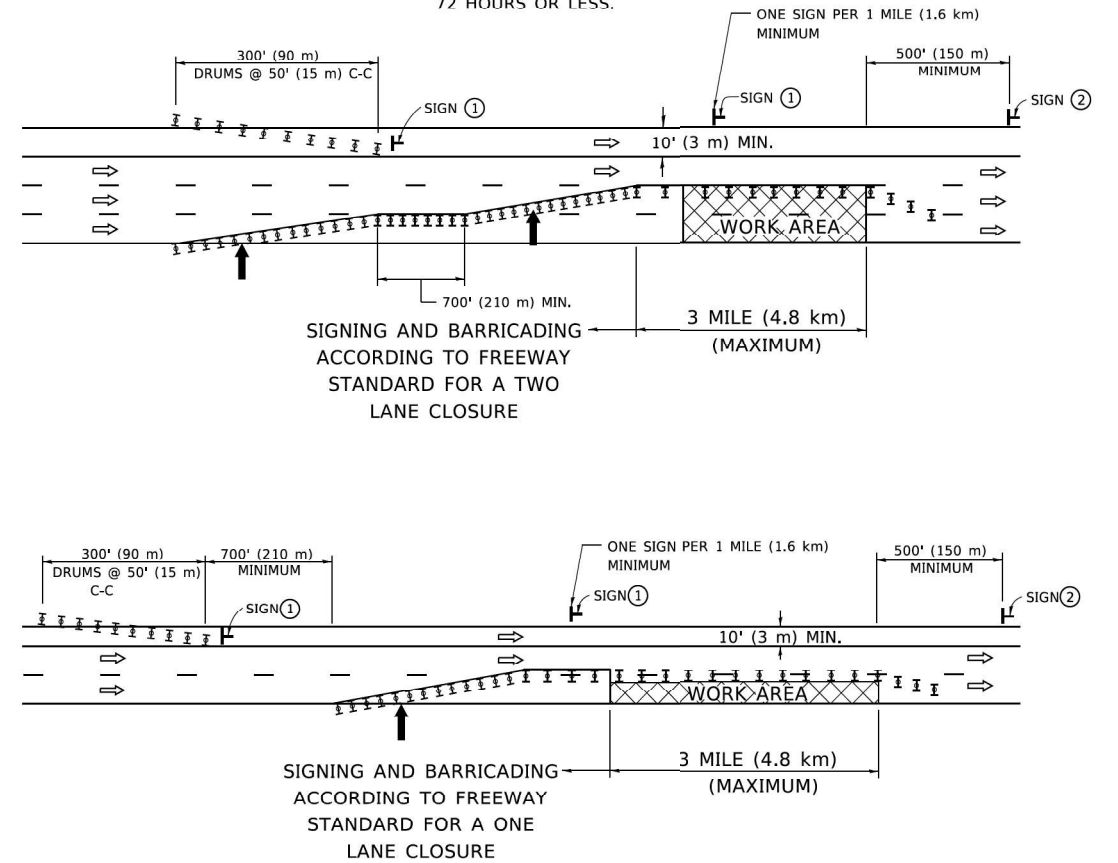 72 HOURS OR LESS.
ONE SIGN PER 1 MILE (1.6 km)
MINIMUM
300' (90 m)
DRUMS @ 50' (15 m) C-C
500' (150 m)
MINIMUM
SIGN 1
SIGN 1
SIGN 2
10' (3 m) MIN.
WORK AREA
700' (210 m) MIN.
SIGNING AND BARRICADING
ACCORDING TO FREEWAY
STANDARD FOR A TWO
LANE CLOSURE
3 MILE (4.8 km)
(MAXIMUM)
300' (90 m)
DRUMS @ 50' (15 m)
C-C
700' (210 m)
MINIMUM
ONE SIGN PER 1 MILE (1.6 km)
MINIMUM
500' (150 m)
MINIMUM
SIGN 1
SIGN 1
SIGN 2
10' (3 m) MIN.
WORK AREA
SIGNING AND BARRICADING
ACCORDING TO FREEWAY
STANDARD FOR A ONE
LANE CLOSURE
3 MILE (4.8 km)
(MAXIMUM)